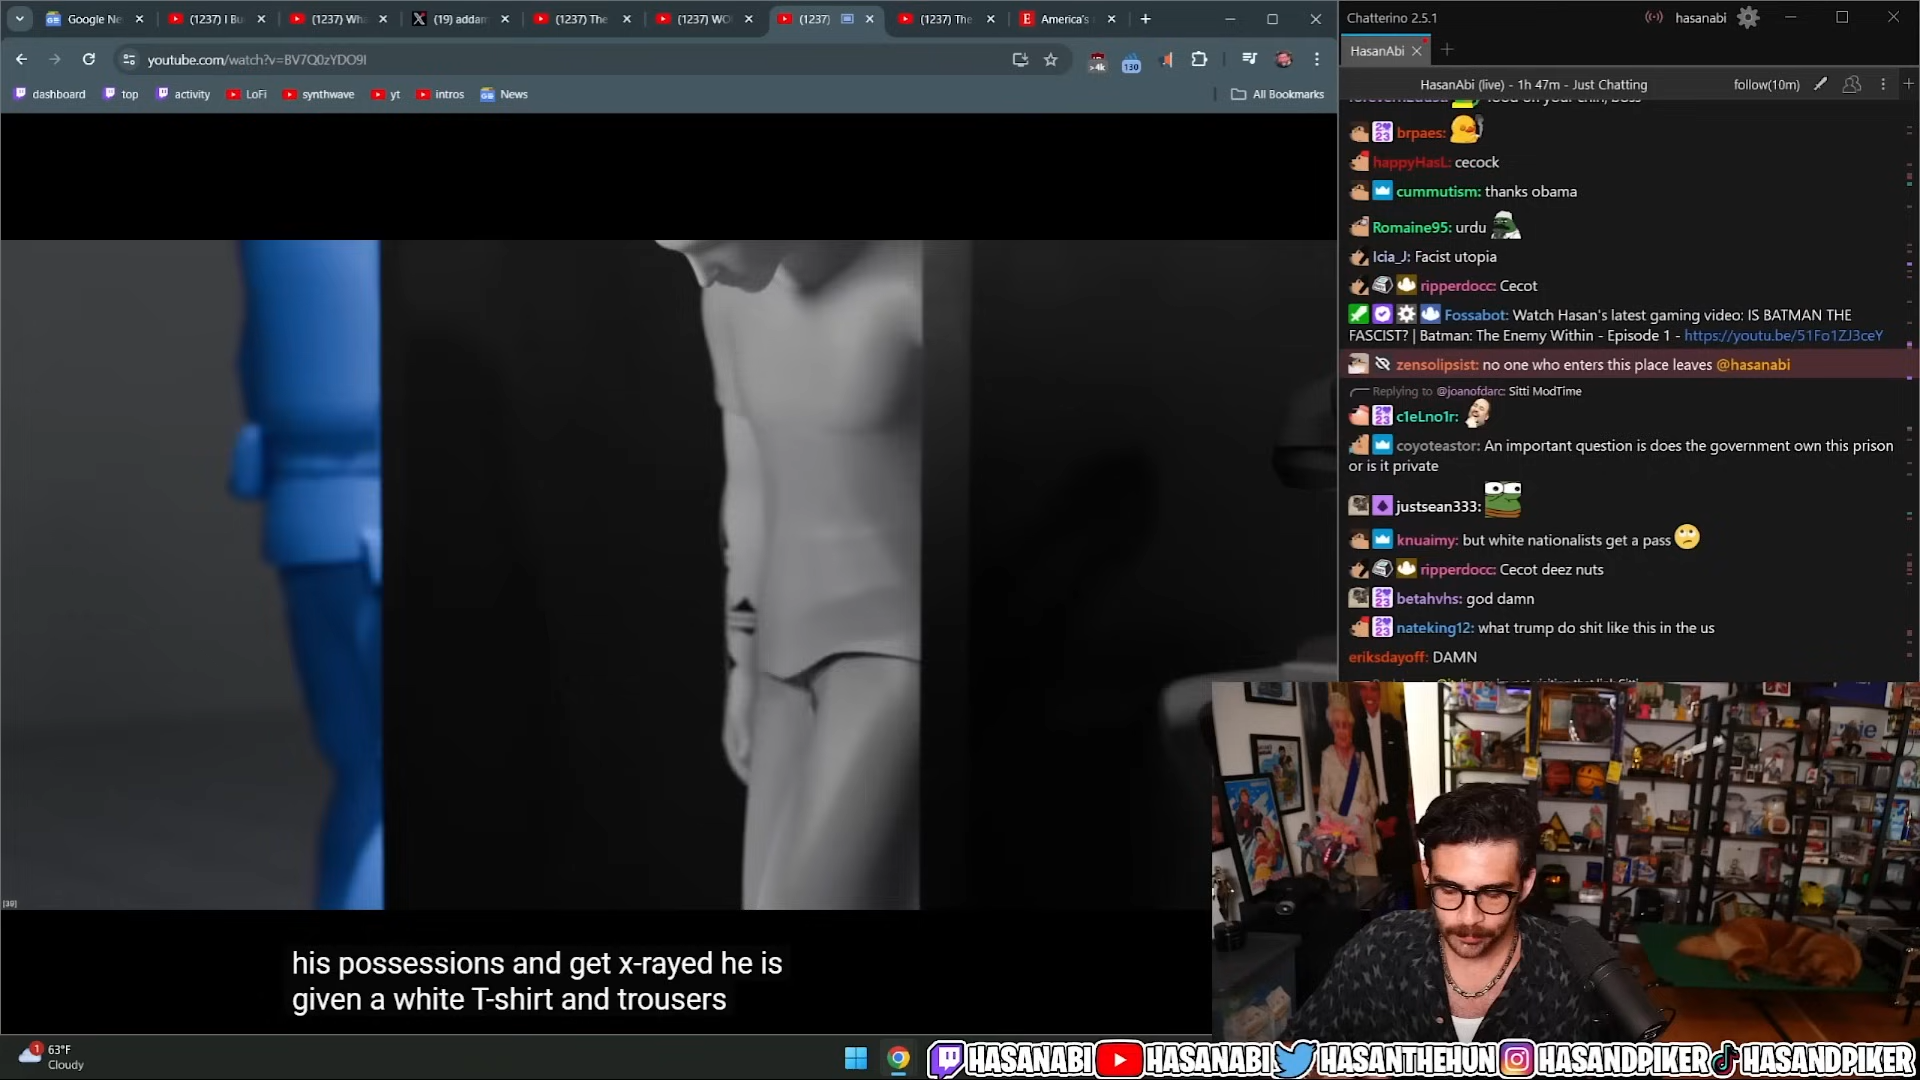 Google Ne
(1237) I Bu
(1237) Wha
(19) addam
(1237) The
(1237) WO
(1237)
(1237) The
America's
youtube.com/watch?v=BV7Q0zYDO9I
>4k
130
dashboard
top
activity
LoFi
synthwave
yt
intros
News
All Bookmarks
his possessions and get x-rayed he is
given a white T-shirt and trousers
Chatterino 2.5.1
hasanabi
HasanAbi
HasanAbi (live) - 1h 47m - Just Chatting
follow(10m)
brpaes:
happyHasL: cecock
cummutism: thanks obama
Romaine95: urdu
Icia_J: Facist utopia
ripperdocc: Cecot
Fossabot: Watch Hasan's latest gaming video: IS BATMAN THE
FASCIST? | Batman: The Enemy Within - Episode 1 - https://youtu.be/51Fo1ZJ3ceY
zensolipsist: no one who enters this place leaves @hasanabi
Replying to @joanofdarc: Sitti ModTime
c1eLno1r:
coyoteastor: An important question is does the government own this prison
or is it private
justsean333:
knuaimy: but white nationalists get a pass
ripperdocc: Cecot deez nuts
betahvhs: god damn
nateking12: what trump do shit like this in the us
eriksdayoff: DAMN
1
63°F
Cloudy
HASANABI
HASANABI
HASANTHEHUN
HASANDPIKER
HASANDPIKER